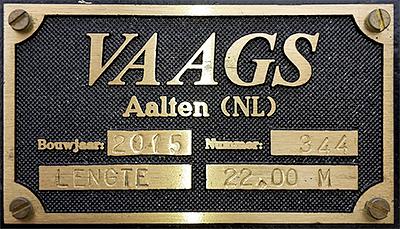 VAAGS
Aalten (NL)
Bouwjaar: 2015 Nummer: 344
LENGTE 22.00 M